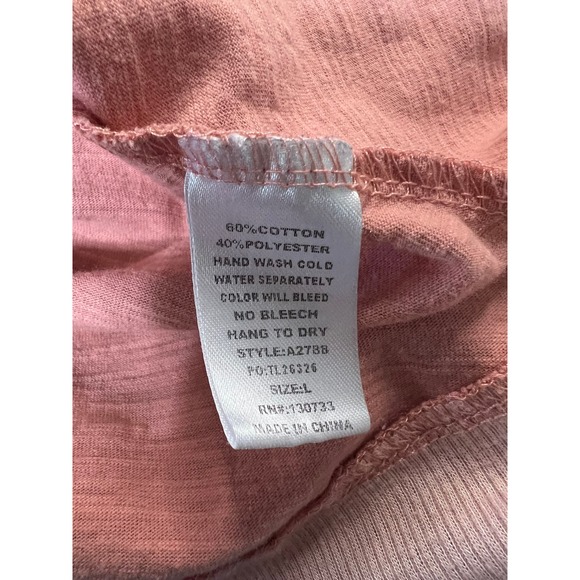 60%COTTON
40%POLYESTER
HAND WASH COLD
WATER SEPARATELY
COLOR WILL BLEED
NO BLEECH
HANG TO DRY
STYLE:A27BB
PO:TL26326
SIZE:L
RN#:130733
MADE IN CHINA